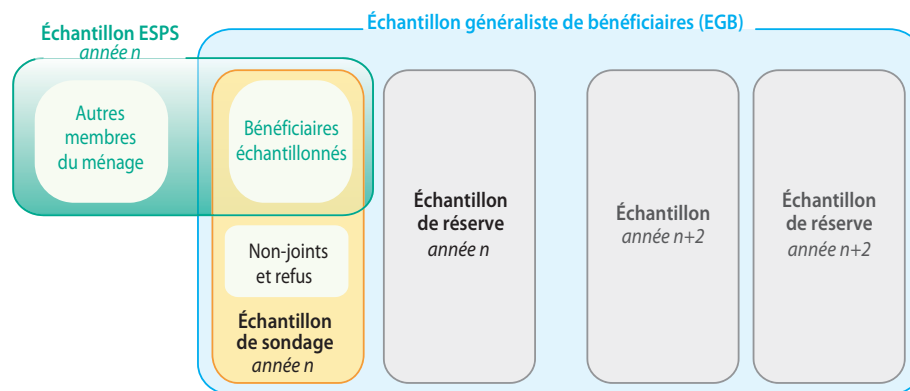 Échantillon généraliste de bénéficiaires (EGB)
Échantillon ESPS
année n
Autres
membres
du ménage
Bénéficiaires
échantillonnés
Non-joints
et refus
Échantillon
de sondage
année n
Échantillon
de réserve
année n
Échantillon
année n+2
Échantillon
de réserve
année n+2